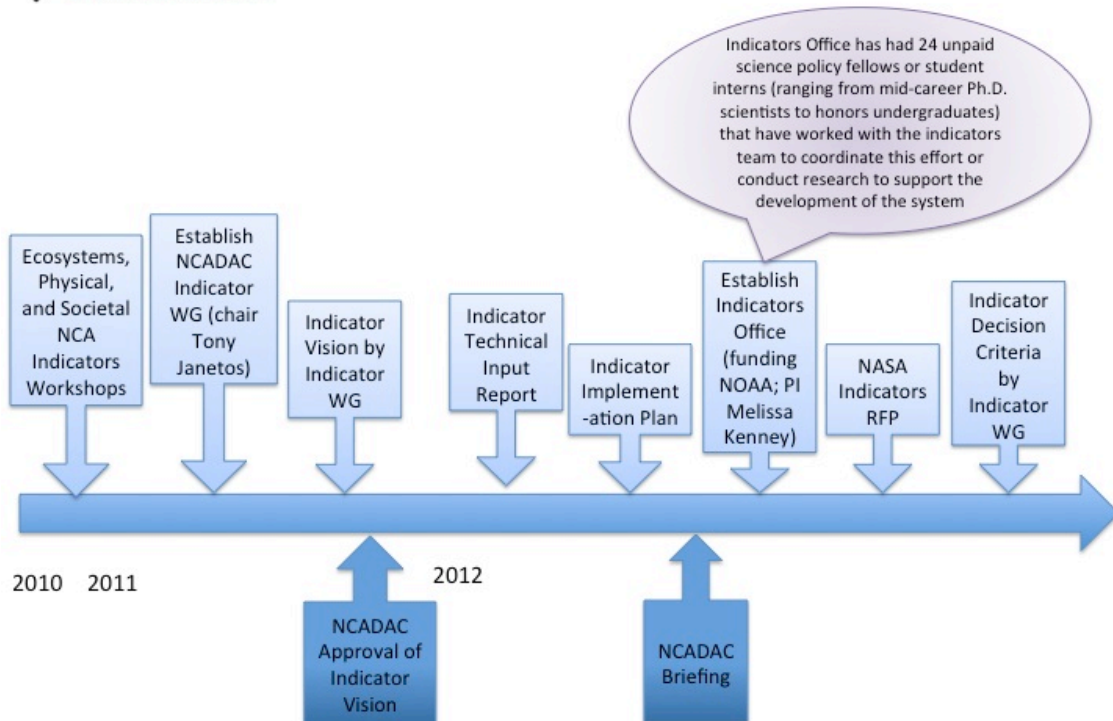 Indicators Office has had 24 unpaid
science policy fellows or student
interns (ranging from mid-career Ph.D.
scientists to honors undergraduates)
that have worked with the indicators
team to coordinate this effort or
conduct research to support the
development of the system
Ecosystems,
Physical,
and Societal
NCA
Indicators
Workshops
Establish
NCADAC
Indicator
WG (chair
Tony
Janetos)
Indicator
Vision by
Indicator
WG
Indicator
Technical
Input
Report
Indicator
Implement
-ation Plan
Establish
Indicators
Office
(funding
NOAA; PI
Melissa
Kenney)
NASA
Indicators
RFP
Indicator
Decision
Criteria
by
Indicator
WG
2010
2011
2012
NCADAC
Approval of
Indicator
Vision
NCADAC
Briefing